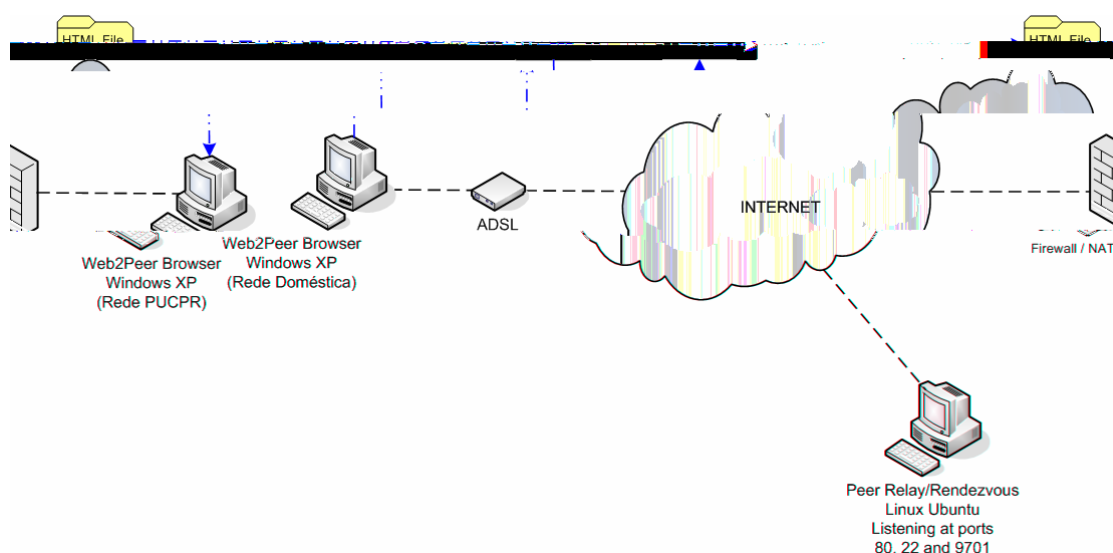 HTML File
HTML File
INTERNET
ADSL
Firewall / NAT
Web2Peer Browser
Windows XP
(Rede Doméstica)
Web2Peer Browser
Windows XP
(Rede PUCPR)
Peer Relay/Rendezvous
Linux Ubuntu
Listening at ports
80, 22 and 9701